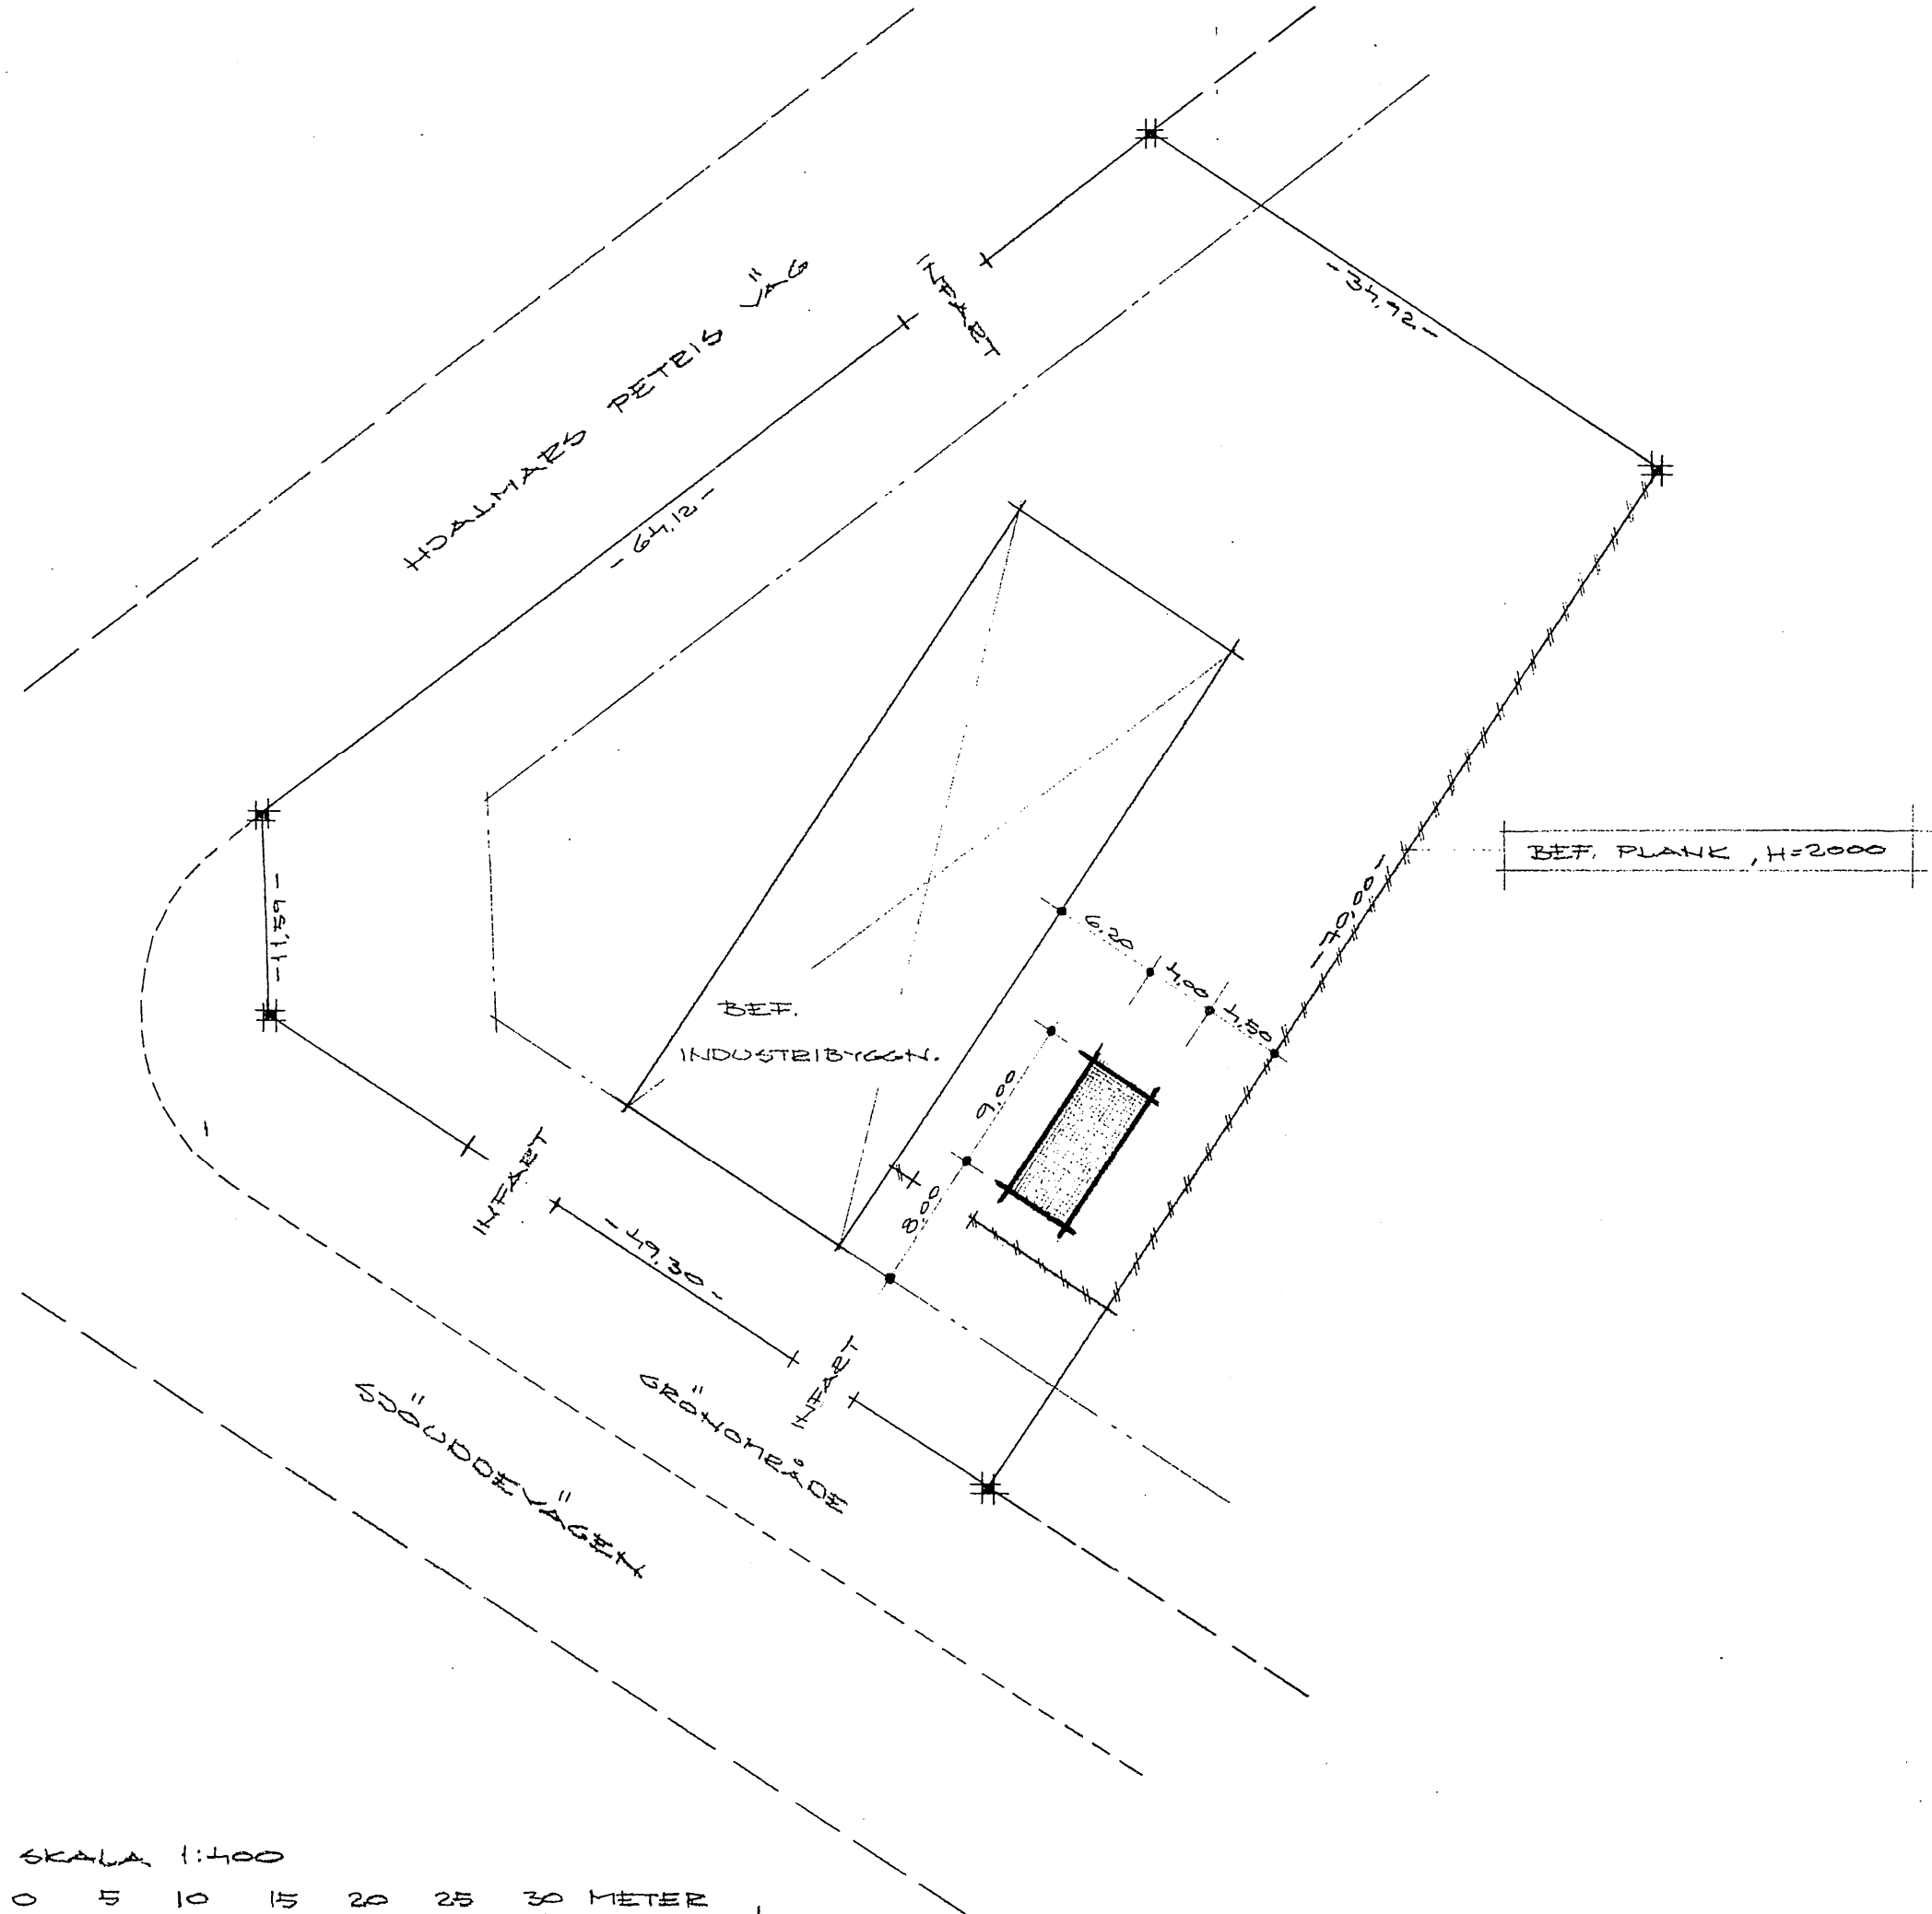 HJALMARS PETRIS VÄG
INFART
-34,92-
-64,12-
BEF. PLANK, H=2000
-70,00-
-11,59-
6,20
4,00
4,50
BEF.
INDUSTRIBYGGN.
9,00
8,00
INFART
-49,30-
INFART
GRÖNOMRÅDE
SJÖUDDEVÄGEN
SKALA 1:400
0 5 10 15 20 25 30 METER